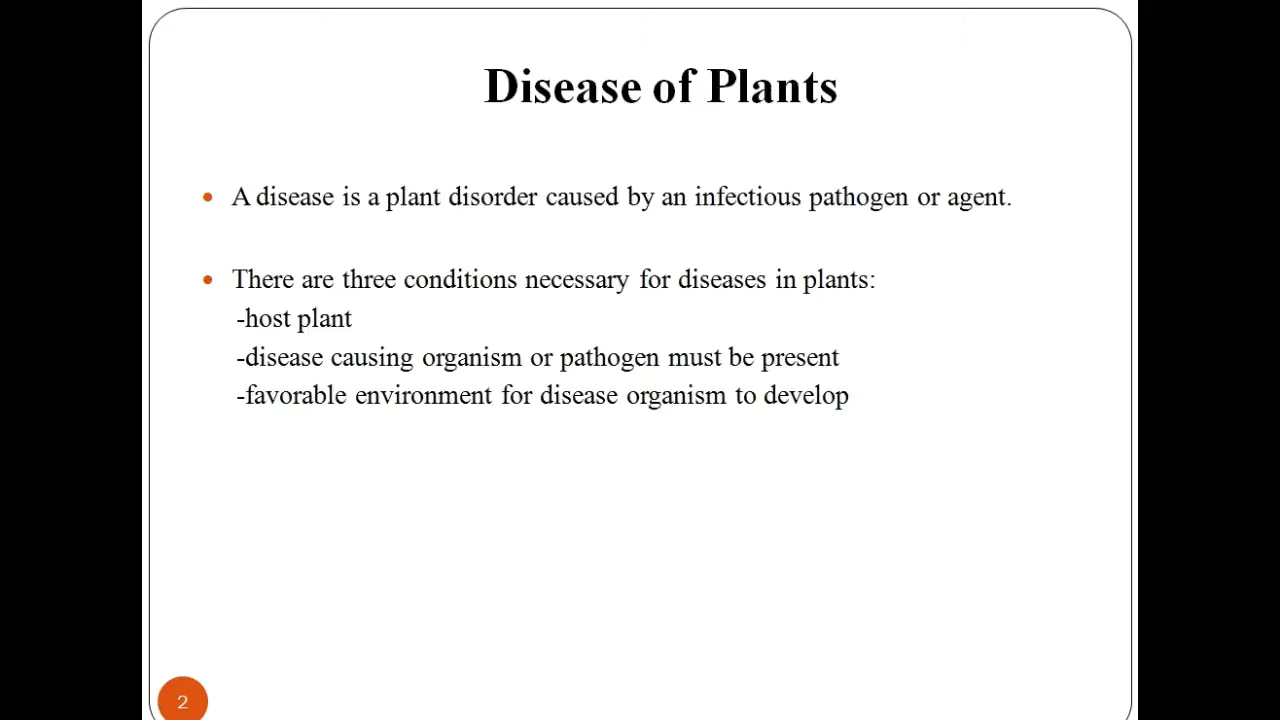 Disease of Plants
• A disease is a plant disorder caused by an infectious pathogen or agent.
• There are three conditions necessary for diseases in plants:
-host plant
-disease causing organism or pathogen must be present
-favorable environment for disease organism to develop
2